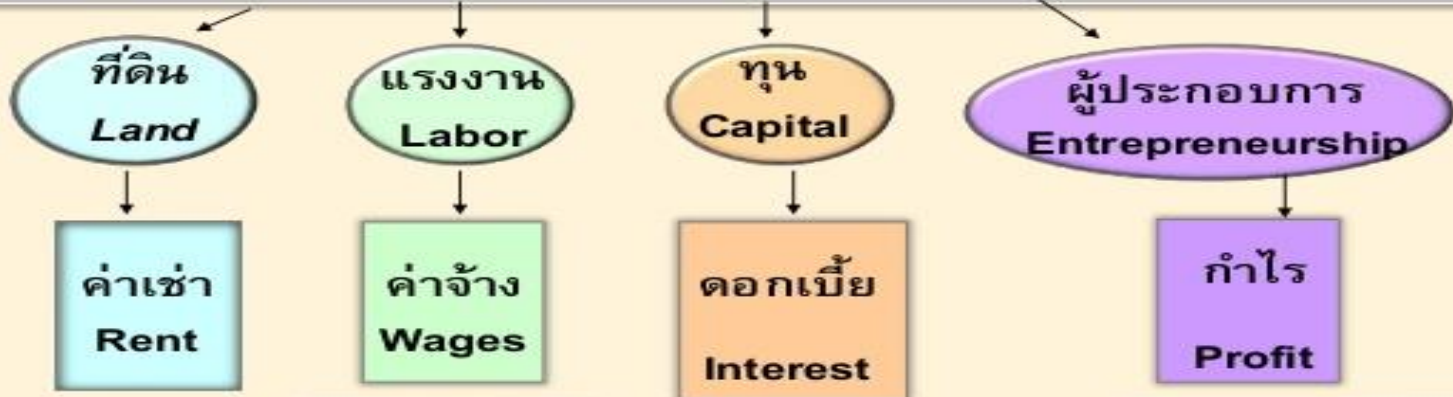 ที่ดิน
Land
แรงงาน
Labor
ทุน
Capital
ผู้ประกอบการ
Entrepreneurship
ค่าเช่า
Rent
ค่าจ้าง
Wages
ดอกเบี้ย
Interest
กำไร
Profit